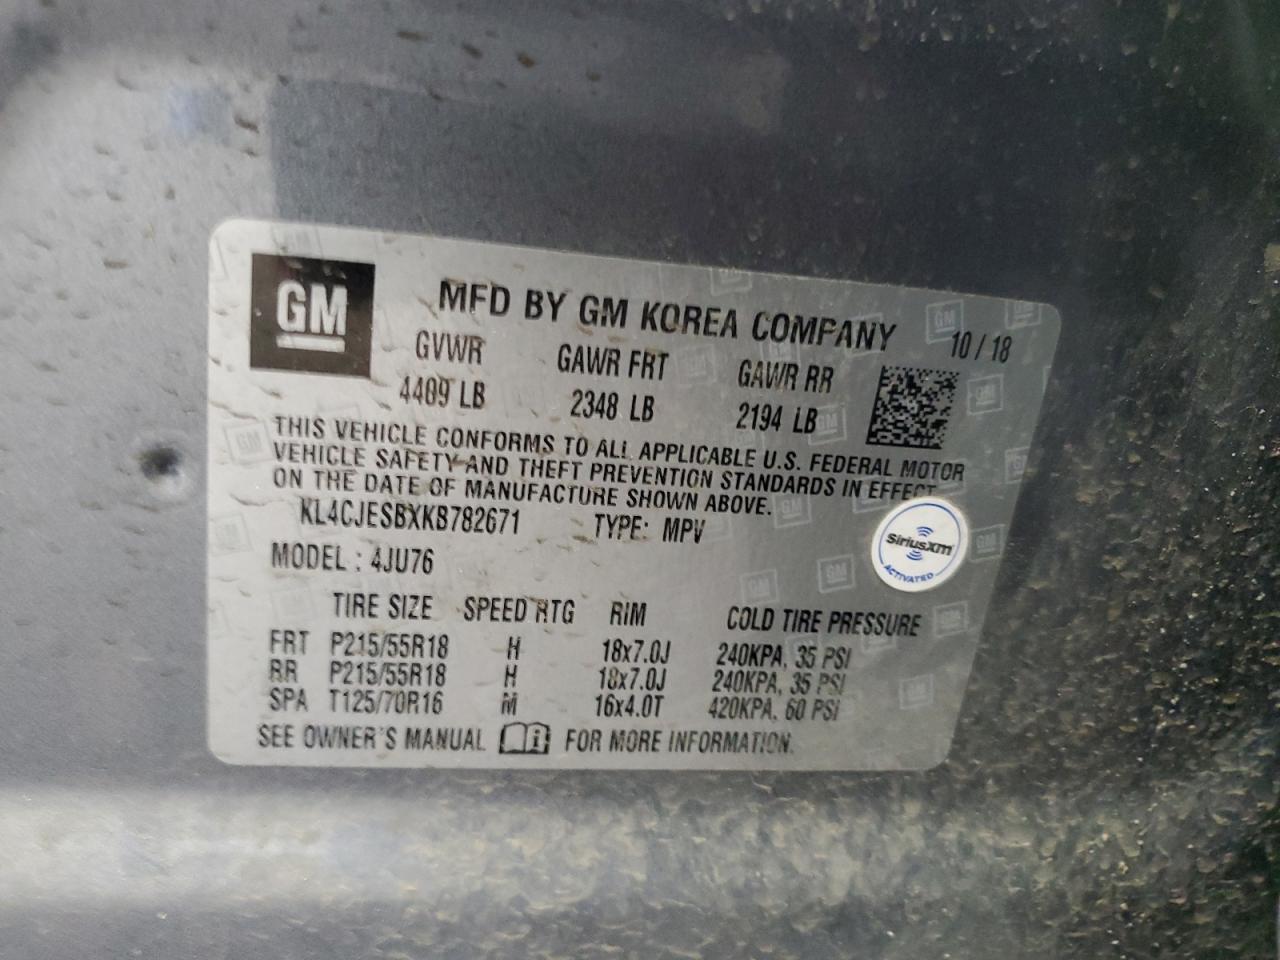 GM
MFD BY GM KOREA COMPANY 10 / 18
GVWR GAWR FRT GAWR RR
4409 LB 2348 LB 2194 LB
THIS VEHICLE CONFORMS TO ALL APPLICABLE U.S. FEDERAL MOTOR
VEHICLE SAFETY AND THEFT PREVENTION STANDARDS IN EFFECT
ON THE DATE OF MANUFACTURE SHOWN ABOVE.
KL4CJESBXKB782671 TYPE: MPV
MODEL : 4JU76
SiriusXm
ACTIVATED
TIRE SIZE SPEED RTG RIM COLD TIRE PRESSURE
FRT P215/55R18 H 18x7.0J 240KPA, 35 PSI
RR P215/55R18 H 18x7.0J 240KPA, 35 PSI
SPA T125/70R16 M 16x4.0T 420KPA, 60 PSI
SEE OWNER'S MANUAL i FOR MORE INFORMATION.